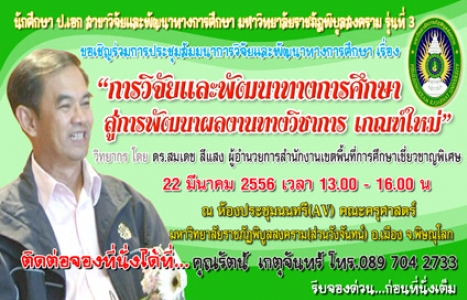 นักศึกษา ป.เอก สาขาวิจัยและพัฒนาทางการศึกษา มหาวิทยาลัยราชภัฏพิบูลสงคราม รุ่นที่ 3
ขอเชิญร่วมการประชุมสัมมนาการวิจัยและพัฒนาทางการศึกษา เรื่อง
“การวิจัยและพัฒนาทางการศึกษา
สู่การพัฒนาผลงานทางวิชาการ เกณฑ์ใหม่”
วิทยากร โดย ดร.สมเดช สีแสง ผู้อำนวยการสำนักงานเขตพื้นที่การศึกษาเชี่ยวชาญพิเศษ
22 มีนาคม 2556 เวลา 13.00 - 16.00 น
ณ ห้องประชุมนนทรี(AV) คณะครุศาสตร์
มหาวิทยาลัยราชภัฏพิบูลสงคราม(ส่วนวังจันทน์) อ.เมือง จ.พิษณุโลก
ติดต่อจองที่นั่งได้ที่... คุณรัตน์ เกตุจันทร์ โทร.089 704 2733
รีบจองด่วน...ก่อนที่นั่งเต็ม